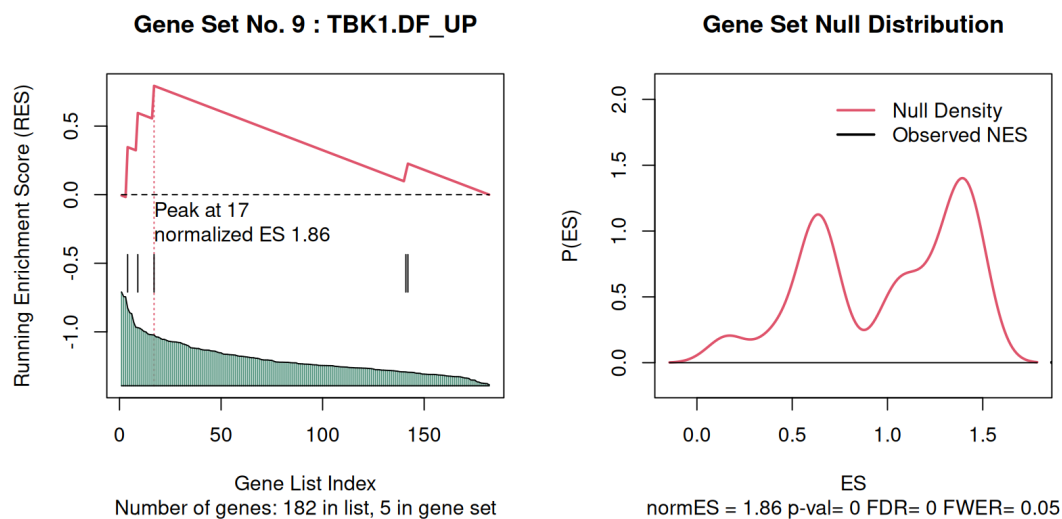 Gene Set No. 9 : TBK1.DF_UP
Running Enrichment Score (RES)
0.5
0.0
-0.5
-1.0
Peak at 17
normalized ES 1.86
0
50
100
150
Gene List Index
Number of genes: 182 in list, 5 in gene set
Gene Set Null Distribution
P(ES)
2.0
1.5
1.0
0.5
0.0
Null Density
Observed NES
0.0
0.5
1.0
1.5
ES
normES = 1.86 p-val= 0 FDR= 0 FWER= 0.05